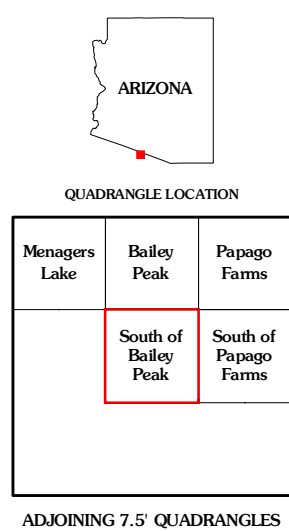 ARIZONA
QUADRANGLE LOCATION
Menagers
Lake
Bailey
Peak
Papago
Farms
South of
Bailey
Peak
South of
Papago
Farms
ADJOINING 7.5' QUADRANGLES